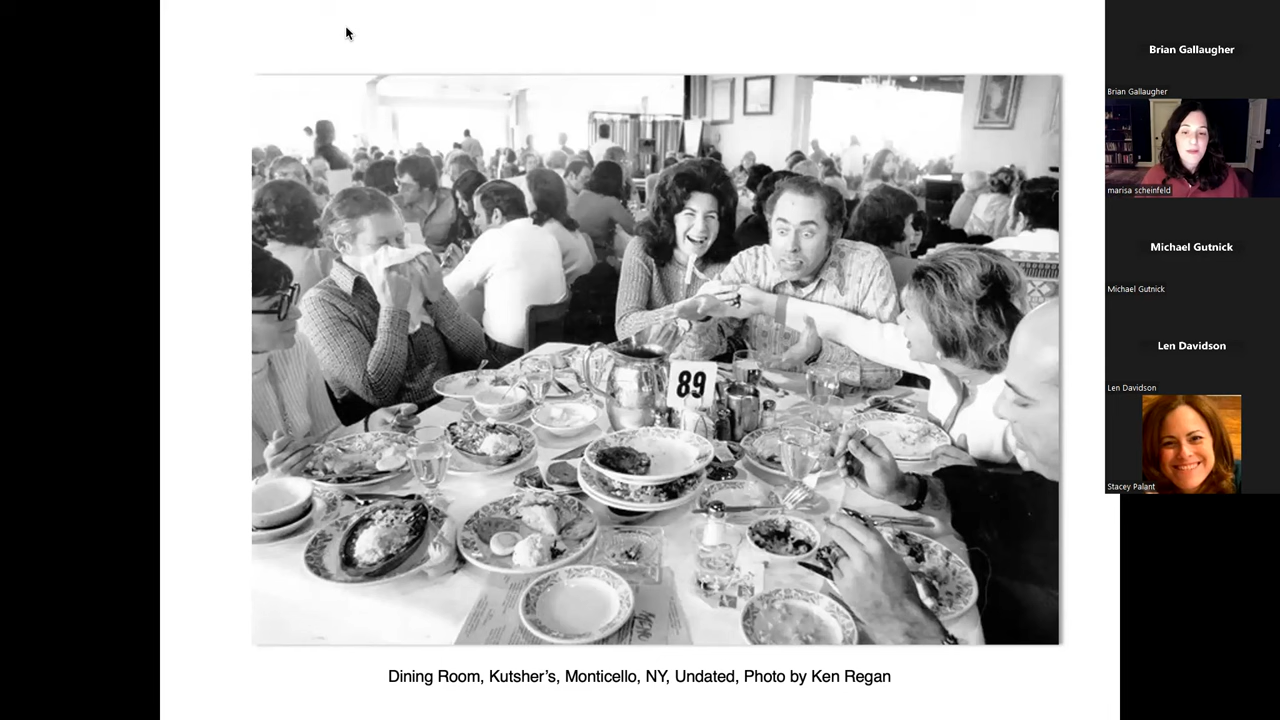 Brian Gallaugher
Brian Gallaugher
marisa scheinfeld
Michael Gutnick
Michael Gutnick
Len Davidson
Len Davidson
Stacey Palant
89
MENU
Dining Room, Kutsher's, Monticello, NY, Undated, Photo by Ken Regan